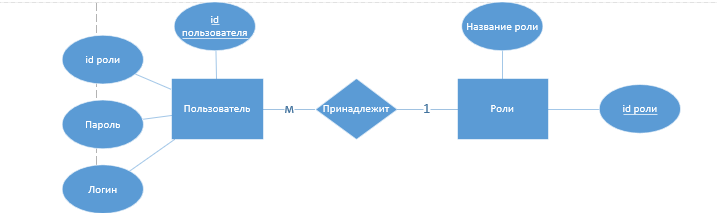 id
пользователя
Название роли
id роли
Пользователь
м
Принадлежит
1
Роли
id роли
Пароль
Логин